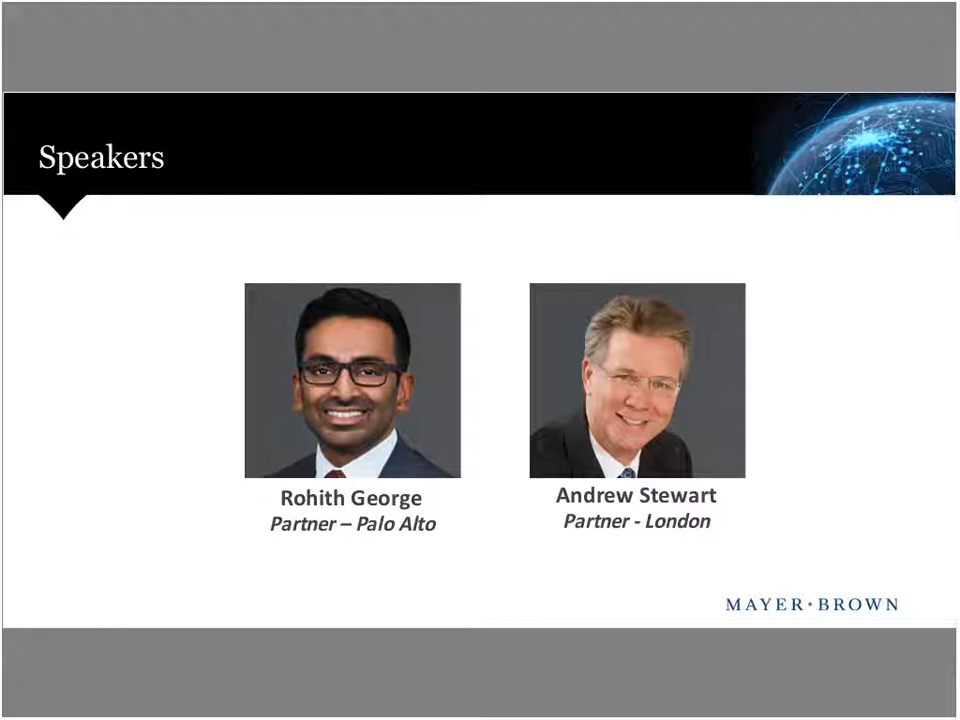 Speakers
Rohith George
Partner – Palo Alto
Andrew Stewart
Partner - London
MAYER•BROWN